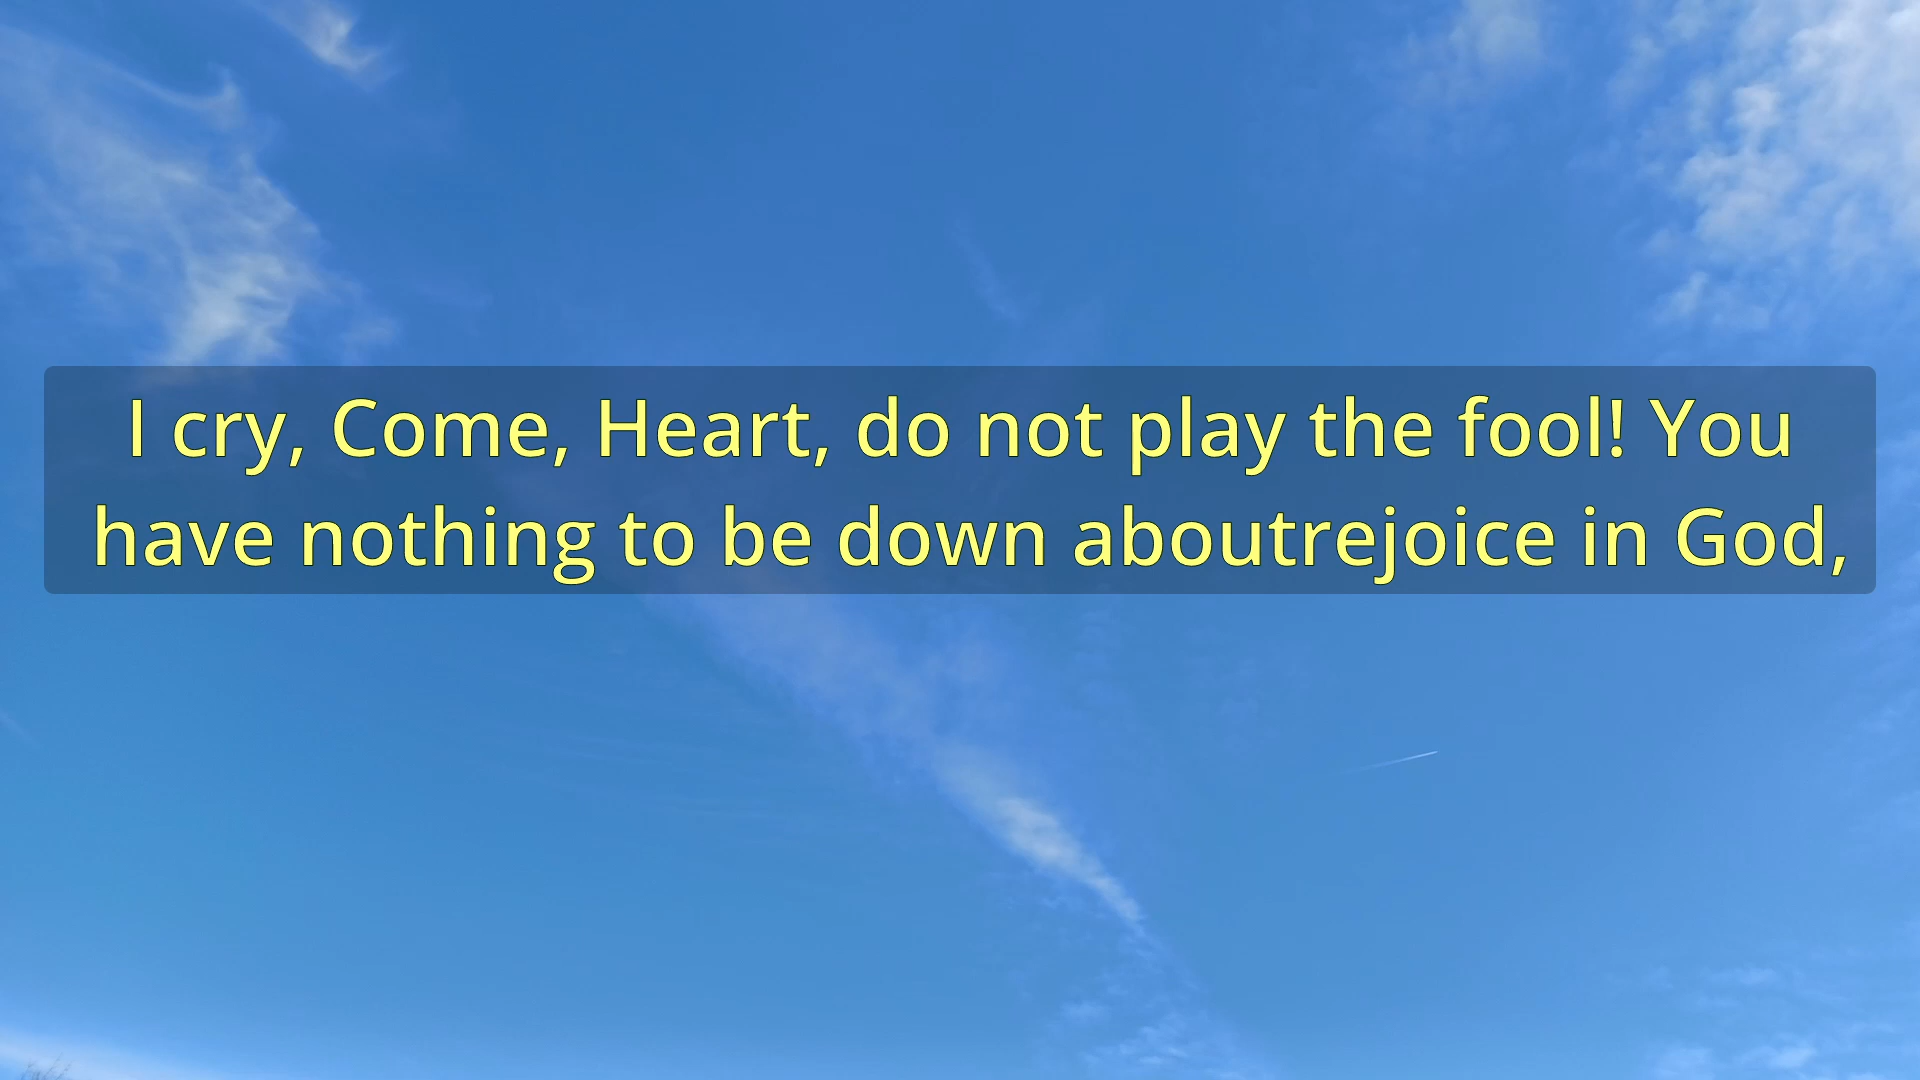 I cry, Come, Heart, do not play the fool! You
have nothing to be down aboutrejoice in God,